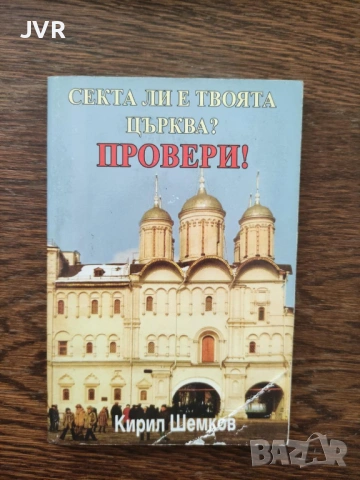 JVR
СЕКТА ЛИ Е ТВОЯТА
ЦЪРКВА?
ПРОВЕРИ!
Кирил Шемков
BAZAR